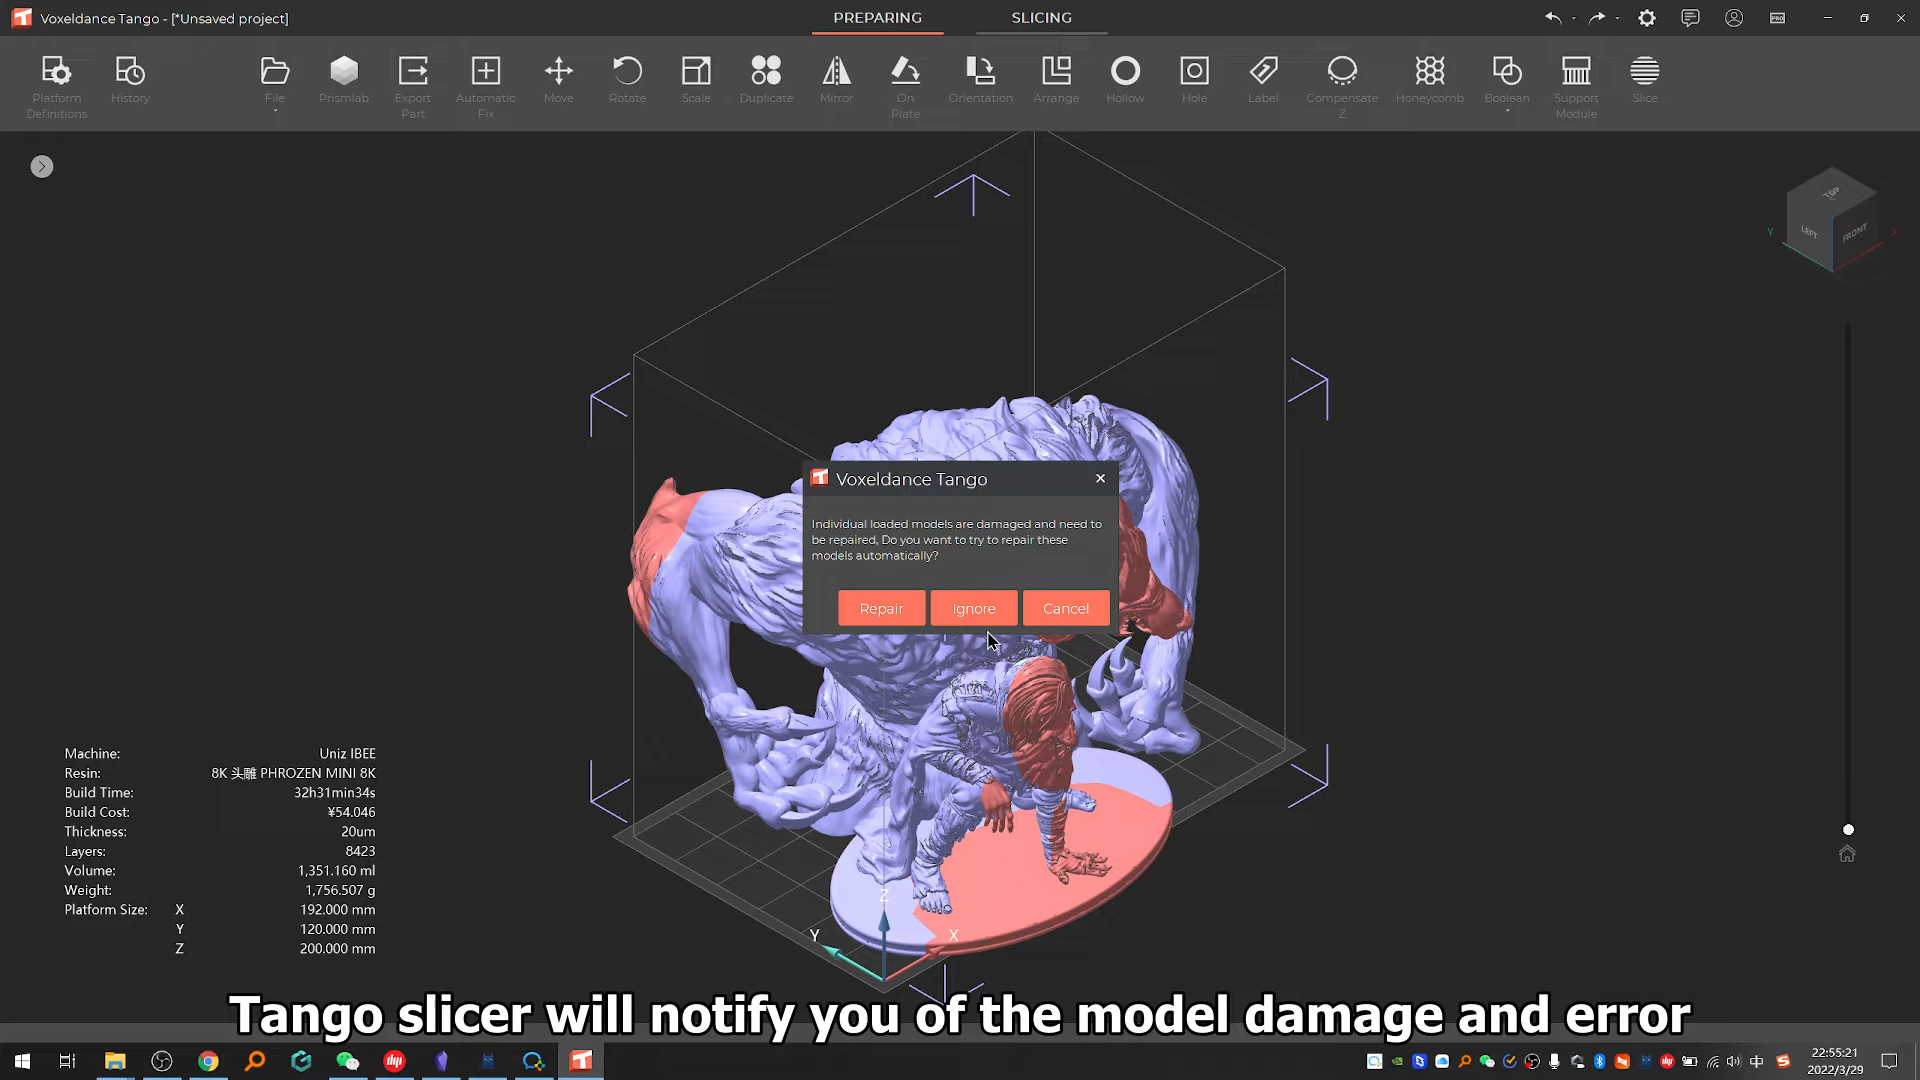 Voxeldance Tango - [*Unsaved project]
PREPARING
SLICING
PRO
Platform
Definitions
History
File
Prismlab
Export
Part
Automatic
Fix
Move
Rotate
Scale
Duplicate
Mirror
On
Plate
Orientation
Arrange
Hollow
Hole
Label
Compensate
Z
Honeycomb
Boolean
Support
Module
Slice
TOP
LEFT
FRONT
Y
X
Voxeldance Tango
Individual loaded models are damaged and need to
be repaired, Do you want to try to repair these
models automatically?
Repair
Ignore
Cancel
Machine: Uniz IBEE
Resin: 8K 头雕 PHROZEN MINI 8K
Build Time: 32h31min34s
Build Cost: ¥54.046
Thickness: 20um
Layers: 8423
Volume: 1,351.160 ml
Weight: 1,756.507 g
Platform Size: X 192.000 mm
Y 120.000 mm
Z 200.000 mm
Z
Y
X
Tango slicer will notify you of the model damage and error
中
22:55:21
2022/3/29